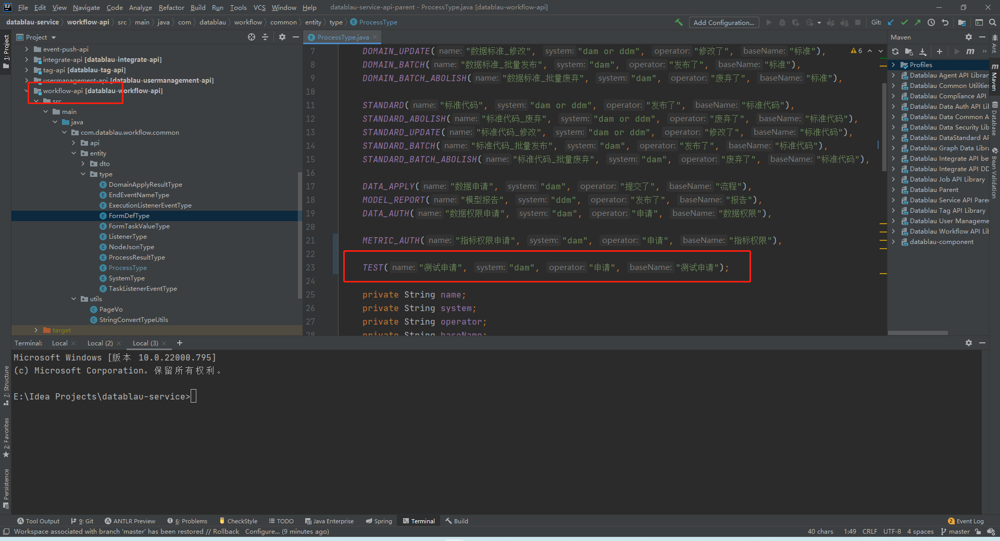 File Edit View Navigate Code Analyze Refactor Build Run Tools VCS Window Help datablau-service-api-parent - ProcessType.java [datablau-workflow-api]
datablau-service workflow-api src main java com datablau workflow common entity type ProcessType Add Configuration... Git:
Project
event-push-api
integrate-api [datablau-integrate-api]
tag-api [datablau-tag-api]
usermanagement-api [datablau-usermanagement-api]
workflow-api [datablau-workflow-api]
src
main
java
com.datablau.workflow.common
api
entity
dto
type
DomainApplyResultType
EndEventNameType
ExecutionListenerEventType
FormDefType
FormTaskValueType
ListenerType
NodeJsonType
ProcessResultType
ProcessType
SystemType
TaskListenerEventType
utils
PageVo
StringConvertTypeUtils
target
ProcessType.java
6
7 DOMAIN_UPDATE( name: "数据标准_修改", system: "dam or ddm", operator: "修改了", baseName: "标准"),
8 DOMAIN_BATCH( name: "数据标准_批量发布", system: "dam", operator: "发布了", baseName: "标准"),
9 DOMAIN_BATCH_ABOLISH( name: "数据标准_批量废弃", system: "dam", operator: "废弃了", baseName: "标准"),
10
11 STANDARD( name: "标准代码", system: "dam or ddm", operator: "发布了", baseName: "标准代码"),
12 STANDARD_ABOLISH( name: "标准代码_废弃", system: "dam or ddm", operator: "废弃了", baseName: "标准代码"),
13 STANDARD_UPDATE( name: "标准代码_修改", system: "dam or ddm", operator: "修改了", baseName: "标准代码"),
14 STANDARD_BATCH( name: "标准代码_批量发布", system: "dam", operator: "发布了", baseName: "标准代码"),
15 STANDARD_BATCH_ABOLISH( name: "标准代码_批量废弃", system: "dam", operator: "废弃了", baseName: "标准代码"),
16
17 DATA_APPLY( name: "数据申请", system: "dam", operator: "提交了", baseName: "流程"),
18 MODEL_REPORT( name: "模型报告", system: "ddm", operator: "发布了", baseName: "报告"),
19 DATA_AUTH( name: "数据权限申请", system: "dam", operator: "申请", baseName: "数据权限"),
20
21 METRIC_AUTH( name: "指标权限申请", system: "dam", operator: "申请", baseName: "指标权限"),
22
23 TEST( name: "测试申请", system: "dam", operator: "申请", baseName: "测试申请");
24
25 private String name;
26 private String system;
27 private String operator;
28 private String baseName;
Maven
Profiles
Datablau Agent API Librar
Datablau Common Utilities
Datablau Compliance API
Datablau Data Auth API Lib
Datablau Data Common A
Datablau Data Security Lib
Datablau DataStandard AP
Datablau Graph Data Libra
Datablau Integrate API be
Datablau Integrate API DD
Datablau Job API Library
Datablau Parent
Datablau Service API Paren
Datablau Tag API Library
Datablau User Manageme
Datablau Workflow API Lib
datablau-component
1: Project
7: Structure
2: Favorites
Persistence
Ant
Maven
Database
Bean Validation
Terminal: Local Local (2) Local (3)
Microsoft Windows [版本 10.0.22000.795]
(c) Microsoft Corporation。保留所有权利。
E:\Idea Projects\datablau-service>
Tool Output 9: Git ANTLR Preview 6: Problems CheckStyle TODO Java Enterprise Spring Terminal Build 2 Event Log
Workspace associated with branch 'master' has been restored // Rollback Configure... (9 minutes ago) 40 chars 1:49 CRLF UTF-8 4 spaces master